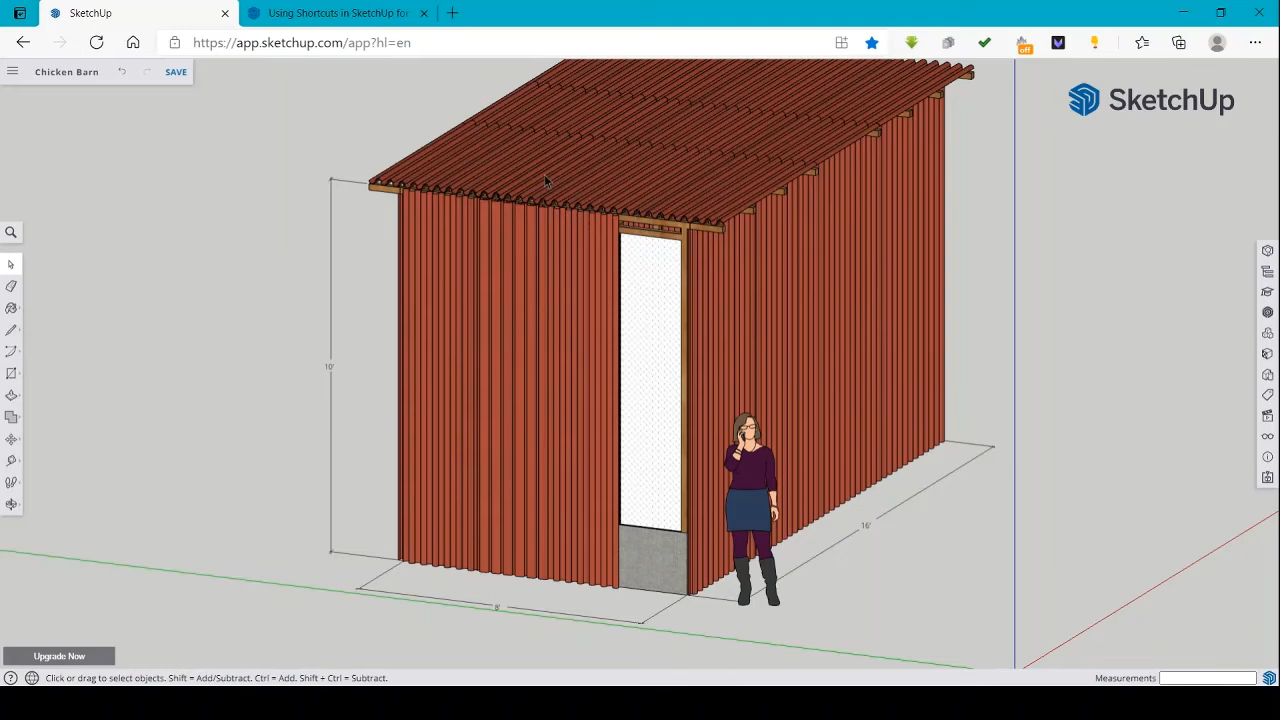 SketchUp
Using Shortcuts in SketchUp for
https://app.sketchup.com/app?hl=en
off
Chicken Barn
SAVE
SketchUp
10'
16'
8'
Upgrade Now
Click or drag to select objects. Shift = Add/Subtract. Ctrl = Add. Shift + Ctrl = Subtract.
Measurements